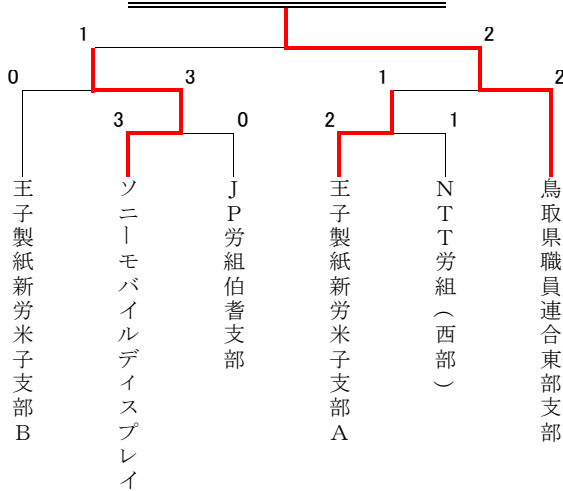 1
2
0
3
1
2
3
0
2
1
王子製紙新労米子支部B
ソニーモバイルディスプレイ
JP労組伯耆支部
王子製紙新労米子支部A
NTT労組（西部）
鳥取県職員連合東部支部